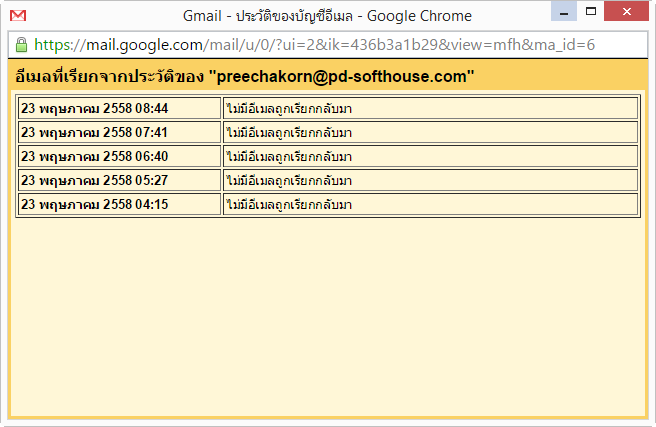 Gmail - ประวัติของบัญชีอีเมล - Google Chrome
https://mail.google.com/mail/u/0/?ui=2&ik=436b3a1b29&view=mfh&ma_id=6
อีเมลที่เรียกจากประวัติของ "preechakorn@pd-softhouse.com"
23 พฤษภาคม 2558 08:44 ไม่มีอีเมลถูกเรียกกลับมา
23 พฤษภาคม 2558 07:41 ไม่มีอีเมลถูกเรียกกลับมา
23 พฤษภาคม 2558 06:40 ไม่มีอีเมลถูกเรียกกลับมา
23 พฤษภาคม 2558 05:27 ไม่มีอีเมลถูกเรียกกลับมา
23 พฤษภาคม 2558 04:15 ไม่มีอีเมลถูกเรียกกลับมา